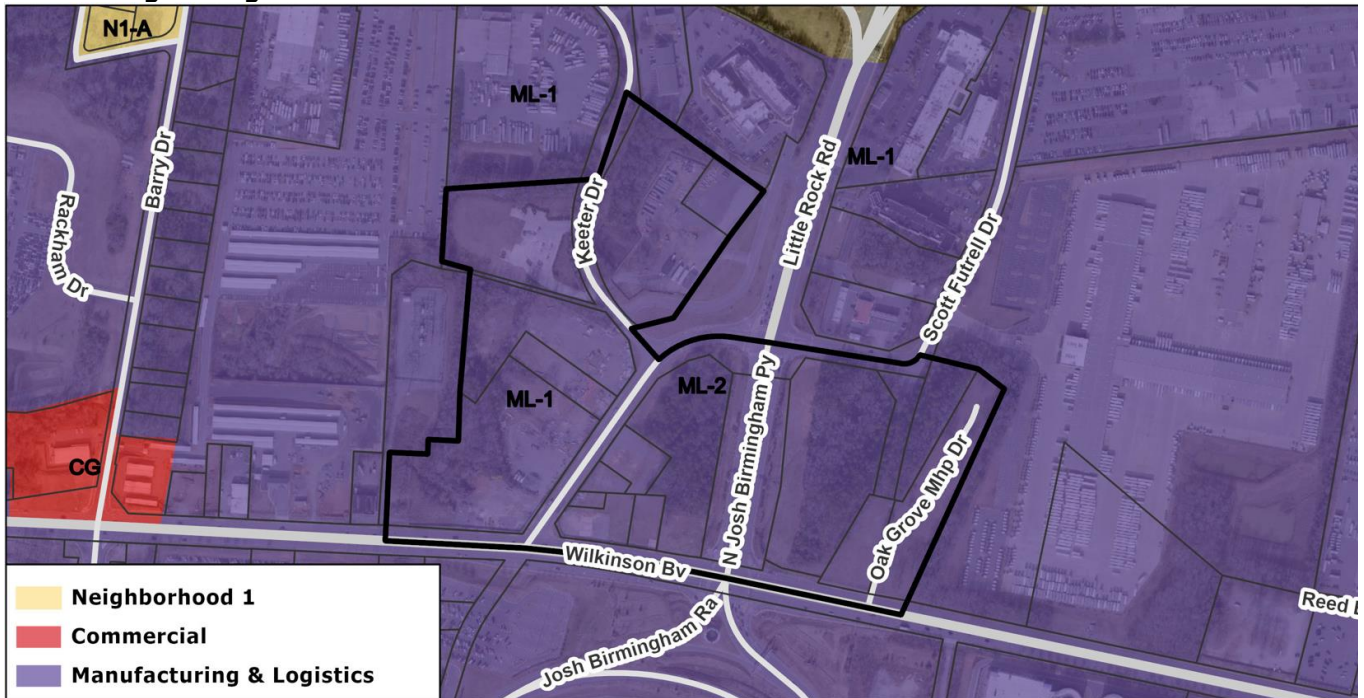 N1-A
ML-1
Little Rock Rd
ML-1
Barry Dr
Rackham Dr
Keeter Dr
Scott Futrell Dr
ML-1
ML-2
N Josh Birmingham Py
Oak Grove Mhp Dr
CG
Wilkinson Bv
Josh Birmingham Ra
Reed
Neighborhood 1
Commercial
Manufacturing & Logistics